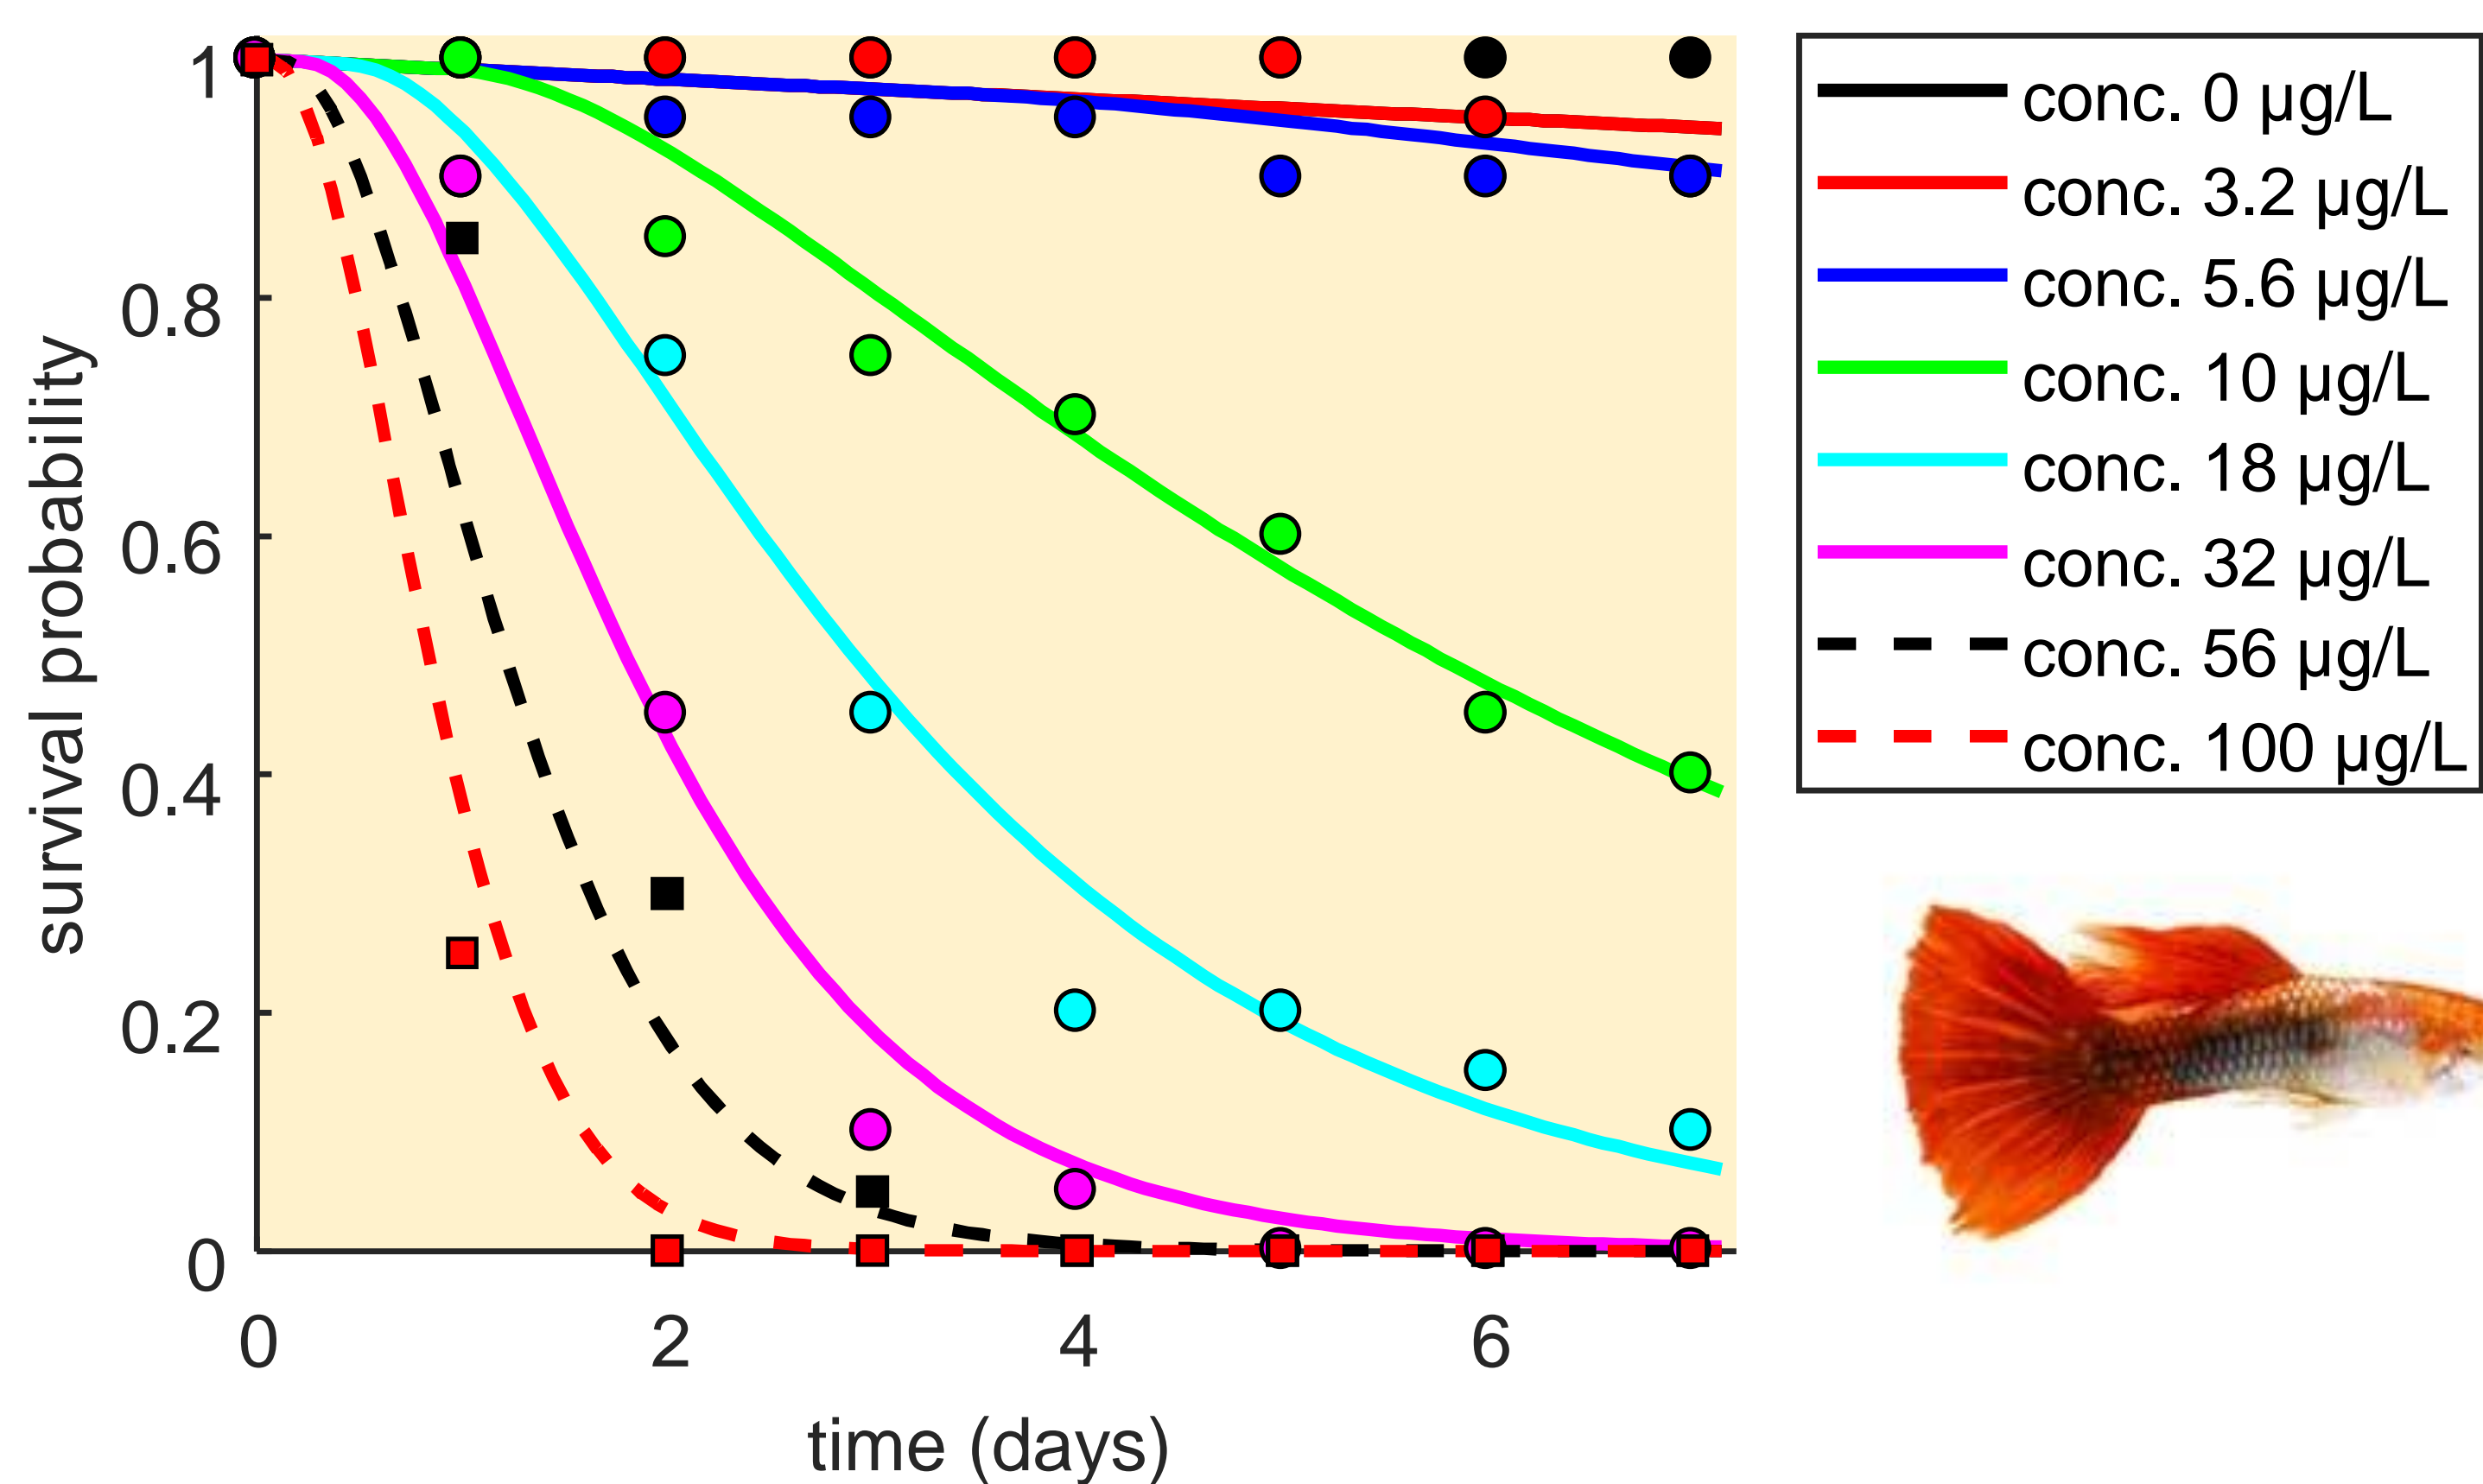 survival probability
1
0.8
0.6
0.4
0.2
0
0 2 4 6
time (days)
conc. 0 µg/L
conc. 3.2 µg/L
conc. 5.6 µg/L
conc. 10 µg/L
conc. 18 µg/L
conc. 32 µg/L
conc. 56 µg/L
conc. 100 µg/L